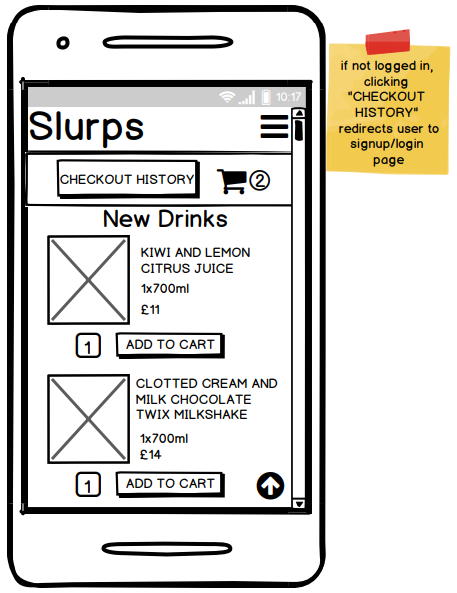 10:17
Slurps
CHECKOUT HISTORY
2
New Drinks
KIWI AND LEMON
CITRUS JUICE
1x700ml
£11
1
ADD TO CART
CLOTTED CREAM AND
MILK CHOCOLATE
TWIX MILKSHAKE
1x700ml
£14
1
ADD TO CART
if not logged in,
clicking
"CHECKOUT
HISTORY"
redirects user to
signup/login
page